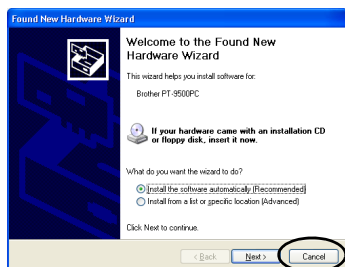 Found New Hardware Wizard
Welcome to the Found New
Hardware Wizard
This wizard helps you install software for:
Brother PT-9500PC
If your hardware came with an installation CD
or floppy disk, insert it now.
What do you want the wizard to do?
Install the software automatically (Recommended)
Install from a list or specific location (Advanced)
Click Next to continue.
< Back Next > Cancel